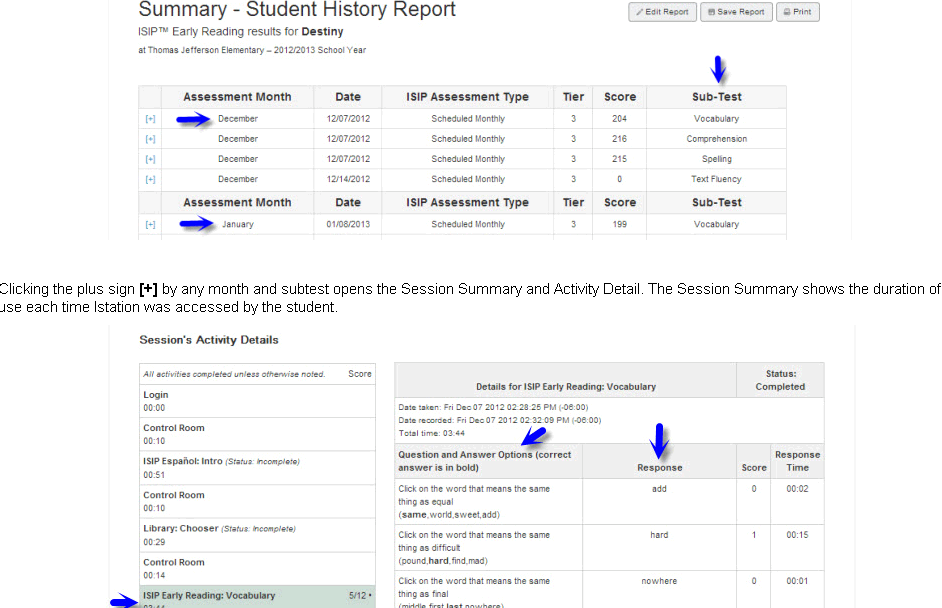 Summary - Student History Report
Edit Report Save Report Print
ISIP™ Early Reading results for Destiny
at Thomas Jefferson Elementary – 2012/2013 School Year
Assessment Month Date ISIP Assessment Type Tier Score Sub-Test
[+] December 12/07/2012 Scheduled Monthly 3 204 Vocabulary
[+] December 12/07/2012 Scheduled Monthly 3 216 Comprehension
[+] December 12/07/2012 Scheduled Monthly 3 215 Spelling
[+] December 12/14/2012 Scheduled Monthly 3 0 Text Fluency
Assessment Month Date ISIP Assessment Type Tier Score Sub-Test
[+] January 01/08/2013 Scheduled Monthly 3 199 Vocabulary
Clicking the plus sign [+] by any month and subtest opens the Session Summary and Activity Detail. The Session Summary shows the duration of
use each time Istation was accessed by the student.
Session's Activity Details
All activities completed unless otherwise noted. Score
Login
00:00
Control Room
00:10
ISIP Español: Intro (Status: Incomplete)
00:51
Control Room
00:10
Library: Chooser (Status: Incomplete)
00:29
Control Room
00:14
ISIP Early Reading: Vocabulary 5/12 •
03:44
Details for ISIP Early Reading: Vocabulary
Status:
Completed
Date taken: Fri Dec 07 2012 02:28:25 PM (-06:00)
Date recorded: Fri Dec 07 2012 02:32:09 PM (-06:00)
Total time: 03:44
Question and Answer Options (correct
answer is in bold)
Response
Score
Response
Time
Click on the word that means the same
thing as equal
(same,world,sweet,add)
add
0
00:02
Click on the word that means the same
thing as difficult
(pound,hard,find,mad)
hard
1
00:15
Click on the word that means the same
thing as final
(middle,first,last,nowhere)
nowhere
0
00:01